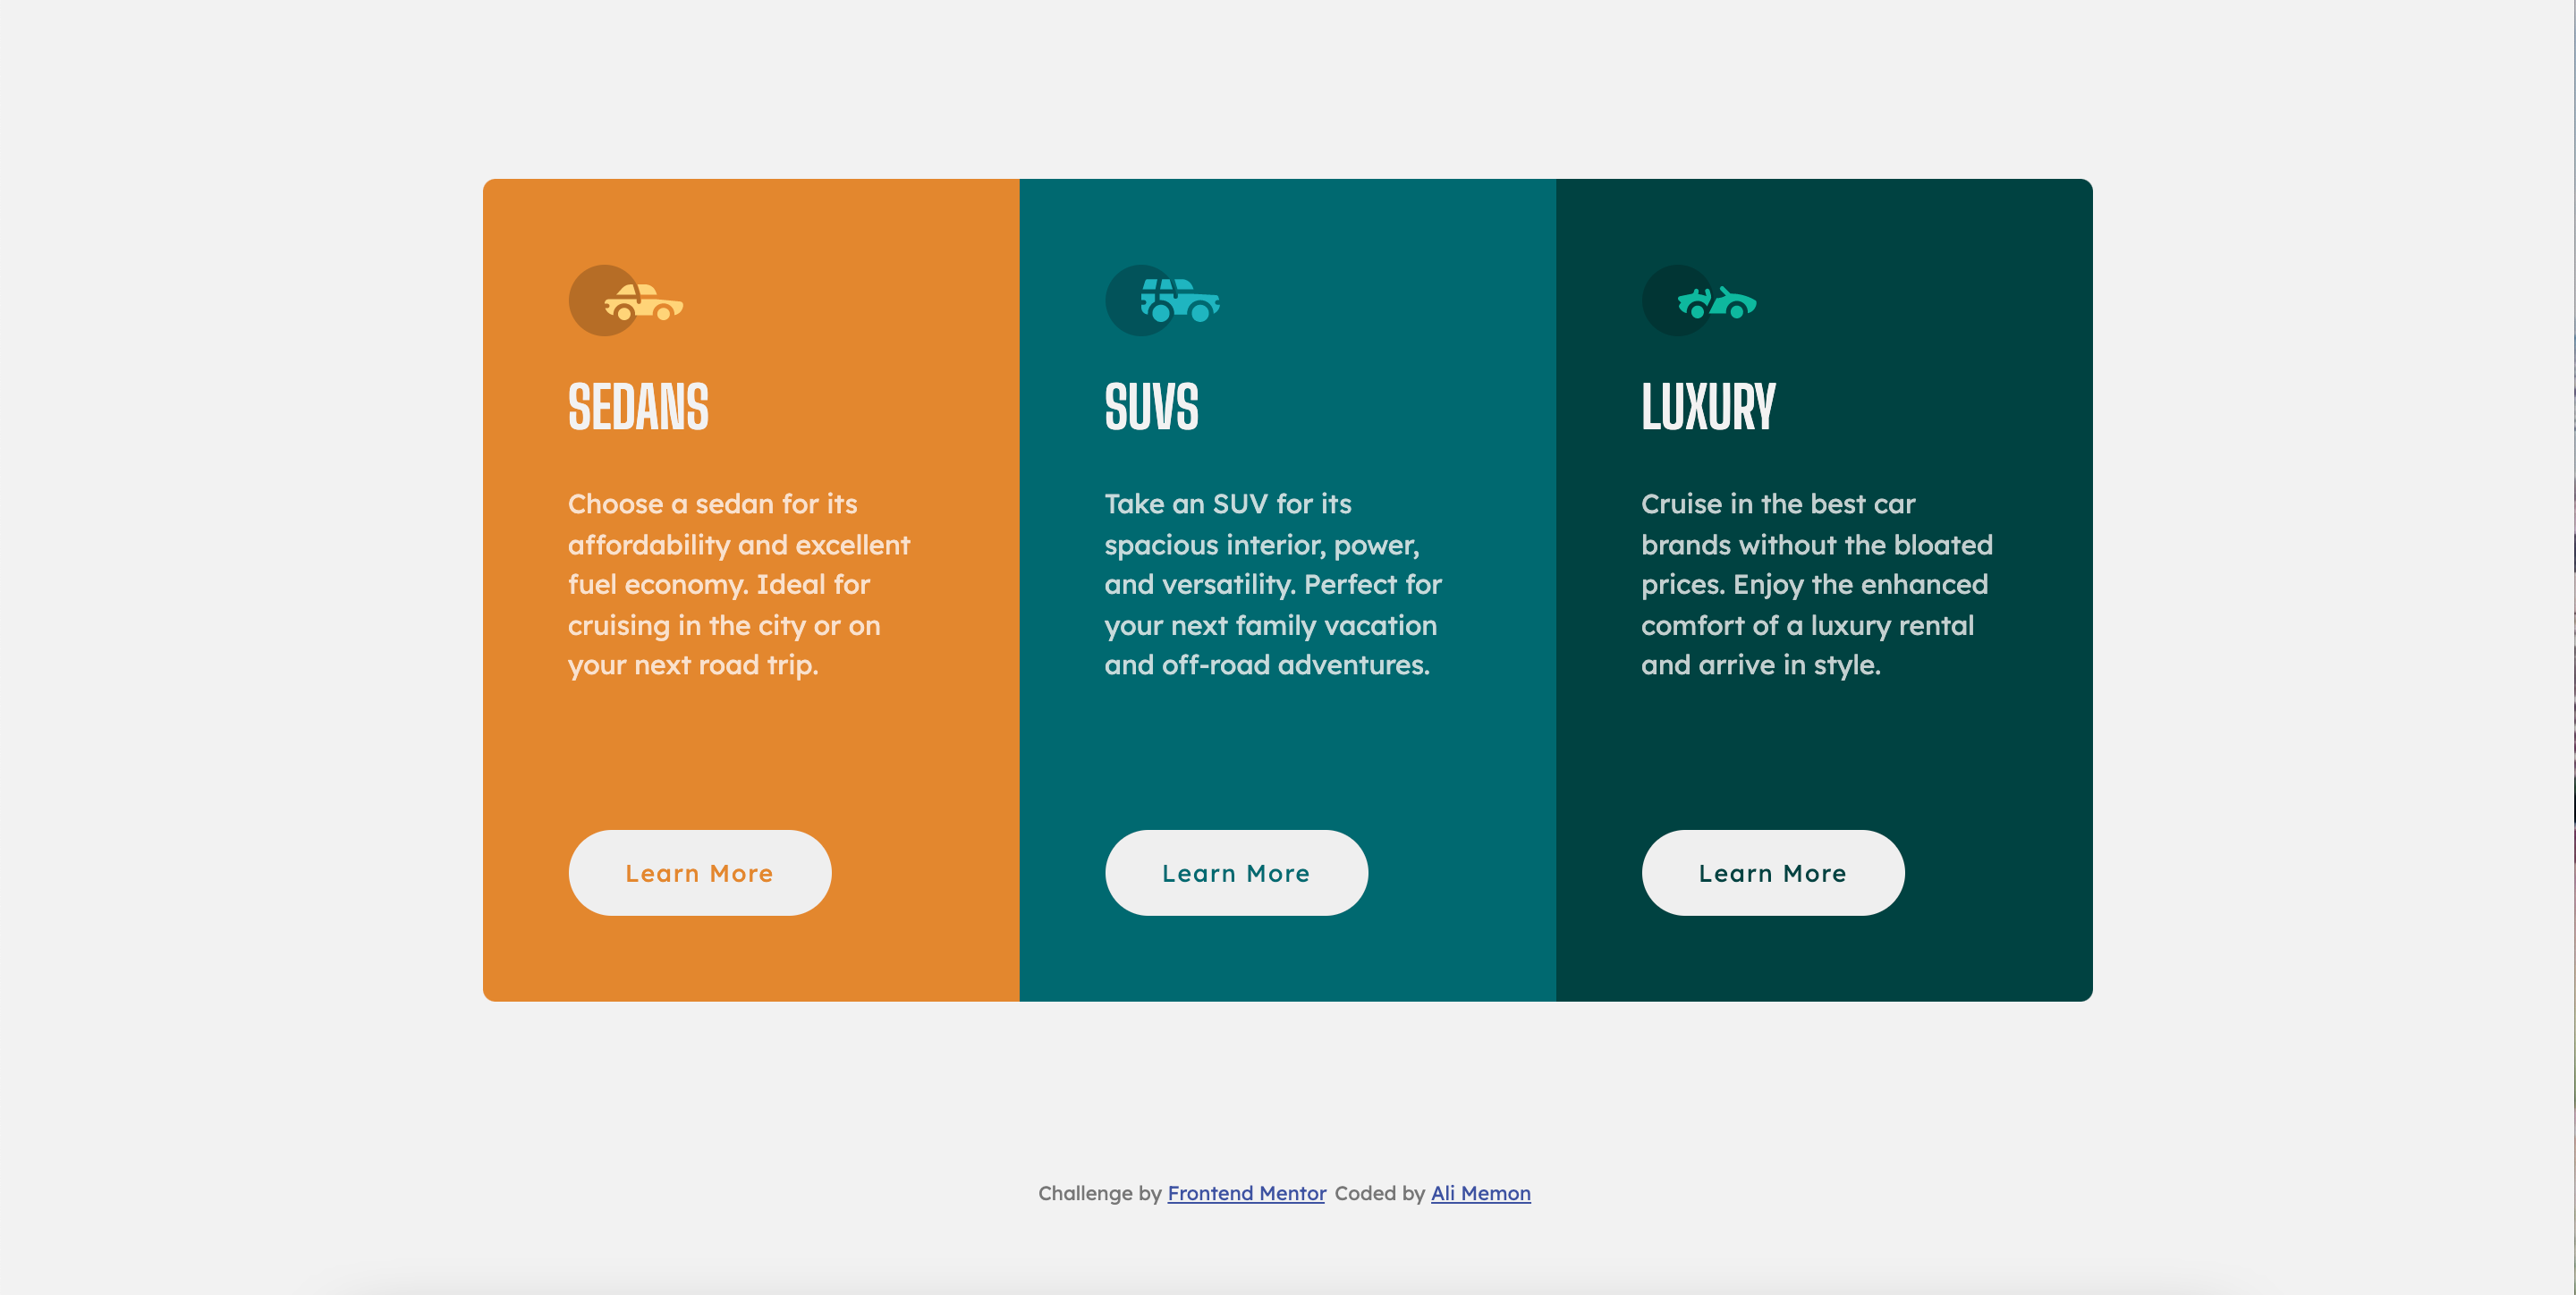 SEDANS
Choose a sedan for its
affordability and excellent
fuel economy. Ideal for
cruising in the city or on
your next road trip.
Learn More
SUVS
Take an SUV for its
spacious interior, power,
and versatility. Perfect for
your next family vacation
and off-road adventures.
Learn More
LUXURY
Cruise in the best car
brands without the bloated
prices. Enjoy the enhanced
comfort of a luxury rental
and arrive in style.
Learn More
Challenge by Frontend Mentor Coded by Ali Memon